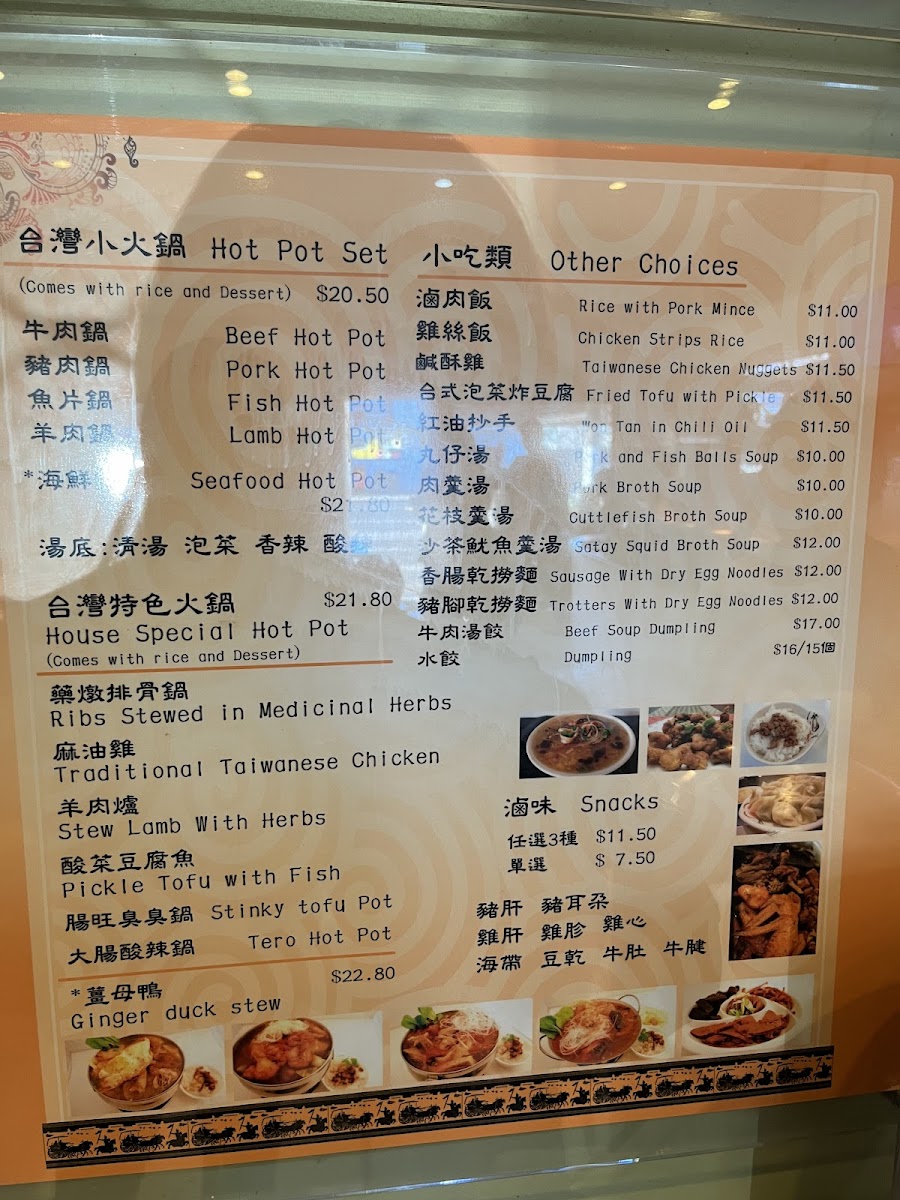 台灣小火鍋 Hot Pot Set
(Comes with rice and Dessert) $20.50
牛肉鍋 Beef Hot Pot
豬肉鍋 Pork Hot Pot
魚片鍋 Fish Hot Pot
羊肉鍋 Lamb Hot Pot
*海鮮 Seafood Hot Pot
$21.80
湯底:清湯 泡菜 香辣 酸
台灣特色火鍋 $21.80
House Special Hot Pot
(Comes with rice and Dessert)
藥燉排骨鍋
Ribs Stewed in Medicinal Herbs
麻油雞
Traditional Taiwanese Chicken
羊肉爐
Stew Lamb With Herbs
酸菜豆腐魚
Pickle Tofu with Fish
腸旺臭臭鍋 Stinky tofu Pot
大腸酸辣鍋 Tero Hot Pot
$22.80
*薑母鴨
Ginger duck stew
小吃類 Other Choices
滷肉飯 Rice with Pork Mince $11.00
雞絲飯 Chicken Strips Rice $11.00
鹹酥雞 Taiwanese Chicken Nuggets $11.50
台式泡菜炸豆腐 Fried Tofu with Pickle $11.50
紅油抄手 Won Tan in Chili Oil $11.50
丸仔湯 Pork and Fish Balls Soup $10.00
肉羹湯 Pork Broth Soup $10.00
花枝羹湯 Cuttlefish Broth Soup $10.00
沙茶魷魚羹湯 Satay Squid Broth Soup $12.00
香腸乾撈麵 Sausage With Dry Egg Noodles $12.00
豬腳乾撈麵 Trotters With Dry Egg Noodles $12.00
牛肉湯餃 Beef Soup Dumpling $17.00
水餃 Dumpling $16/15個
滷味 Snacks
任選3種 $11.50
單選 $ 7.50
豬肝 豬耳朵
雞肝 雞胗 雞心
海帶 豆乾 牛肚 牛腱